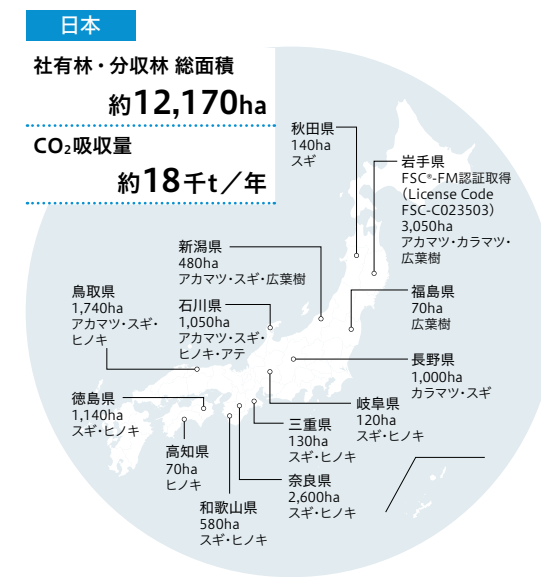 日本
社有林・分収林 総面積
約12,170ha
CO₂吸収量
約18千t／年
秋田県
140ha
スギ
岩手県
FSC®-FM認証取得
（License Code
FSC-C023503）
3,050ha
アカマツ・カラマツ・
広葉樹
新潟県
480ha
アカマツ・スギ・広葉樹
鳥取県
1,740ha
アカマツ・スギ・
ヒノキ
石川県
1,050ha
アカマツ・スギ・
ヒノキ・アテ
福島県
70ha
広葉樹
長野県
1,000ha
カラマツ・スギ
徳島県
1,140ha
スギ・ヒノキ
岐阜県
120ha
スギ・ヒノキ
三重県
130ha
スギ・ヒノキ
高知県
70ha
ヒノキ
奈良県
2,600ha
スギ・ヒノキ
和歌山県
580ha
スギ・ヒノキ